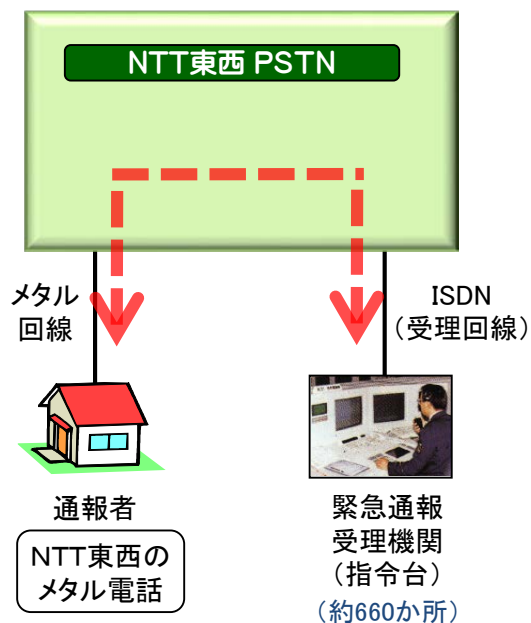 NTT東西 PSTN
メタル
回線
ISDN
（受理回線）
通報者
NTT東西の
メタル電話
緊急通報
受理機関
（指令台）
（約660か所）